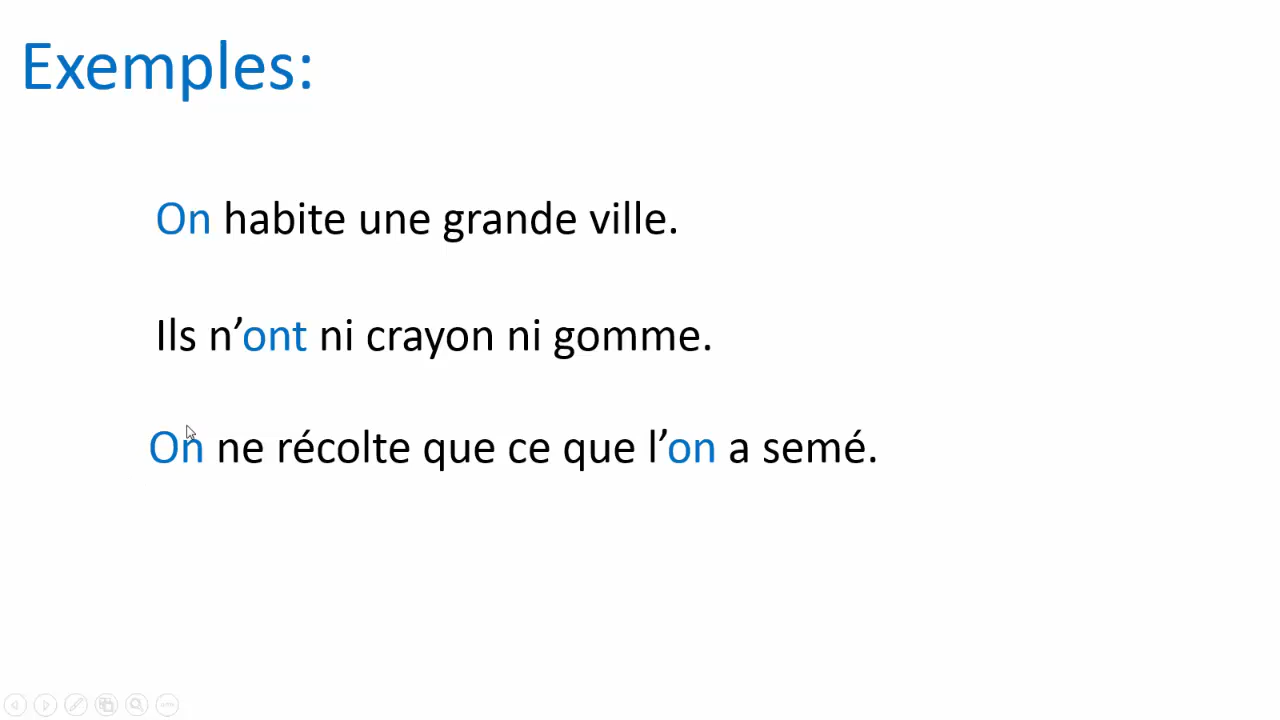 Exemples:
On habite une grande ville.
Ils n’ont ni crayon ni gomme.
On ne récolte que ce que l’on a semé.